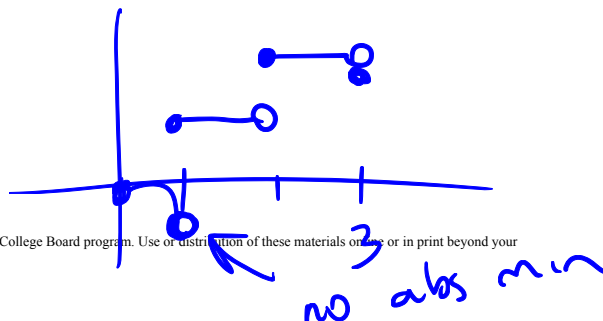 College Board program. Use or distribution of these materials online or in print beyond your
3
no abs min